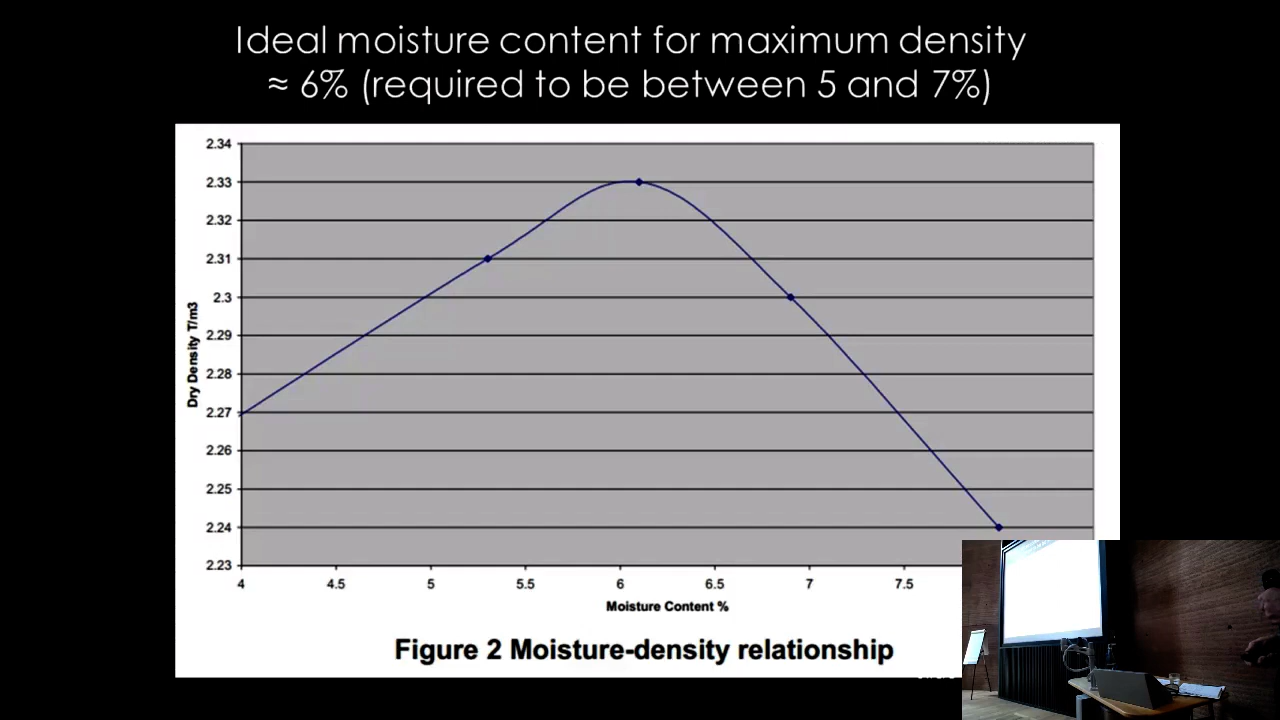 Ideal moisture content for maximum density
≈ 6% (required to be between 5 and 7%)
2.34
2.33
2.32
2.31
2.3
2.29
2.28
2.27
2.26
2.25
2.24
2.23
Dry Density T/m3
4 4.5 5 5.5 6 6.5 7 7.5
Moisture Content %
Figure 2 Moisture-density relationship